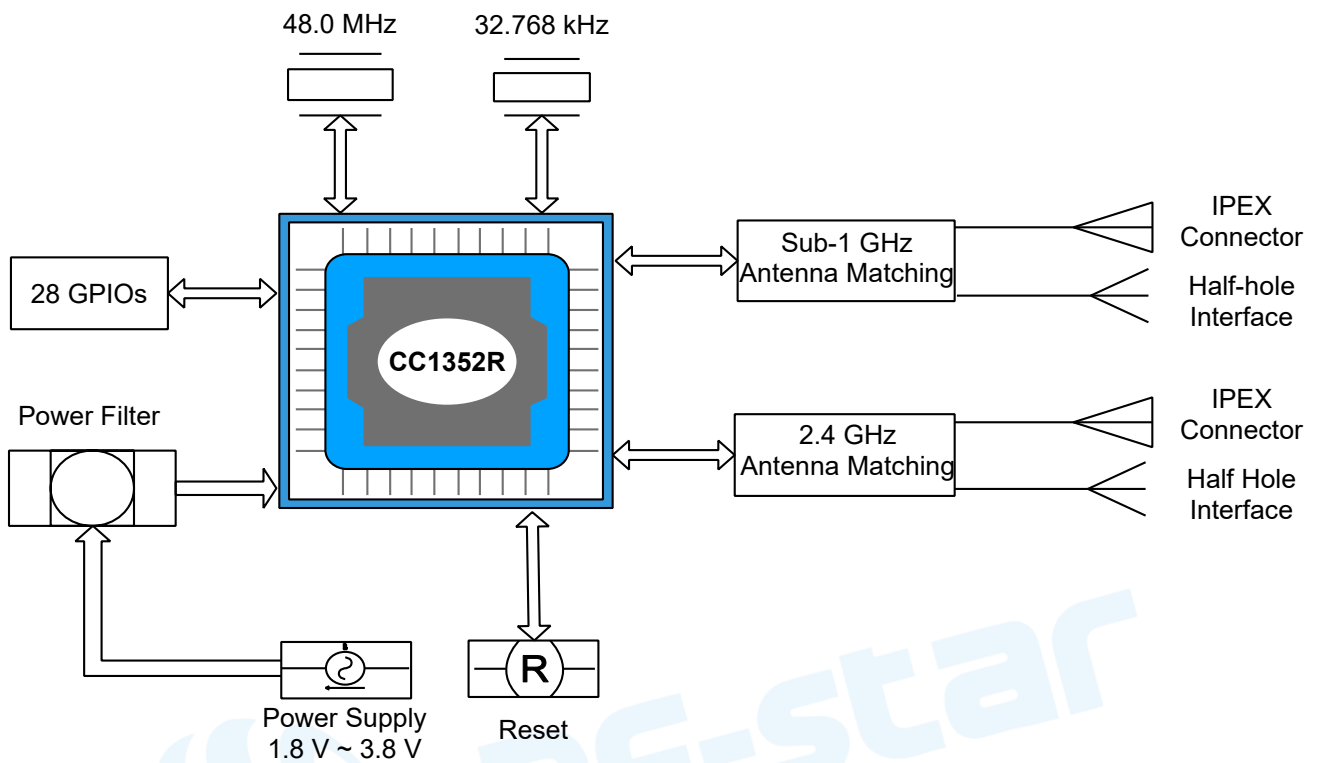 48.0 MHz
32.768 kHz
28 GPIOs
CC1352R
Sub-1 GHz
Antenna Matching
IPEX
Connector
Half-hole
Interface
Power Filter
2.4 GHz
Antenna Matching
IPEX
Connector
Half Hole
Interface
R
Power Supply
1.8 V ~ 3.8 V
Reset